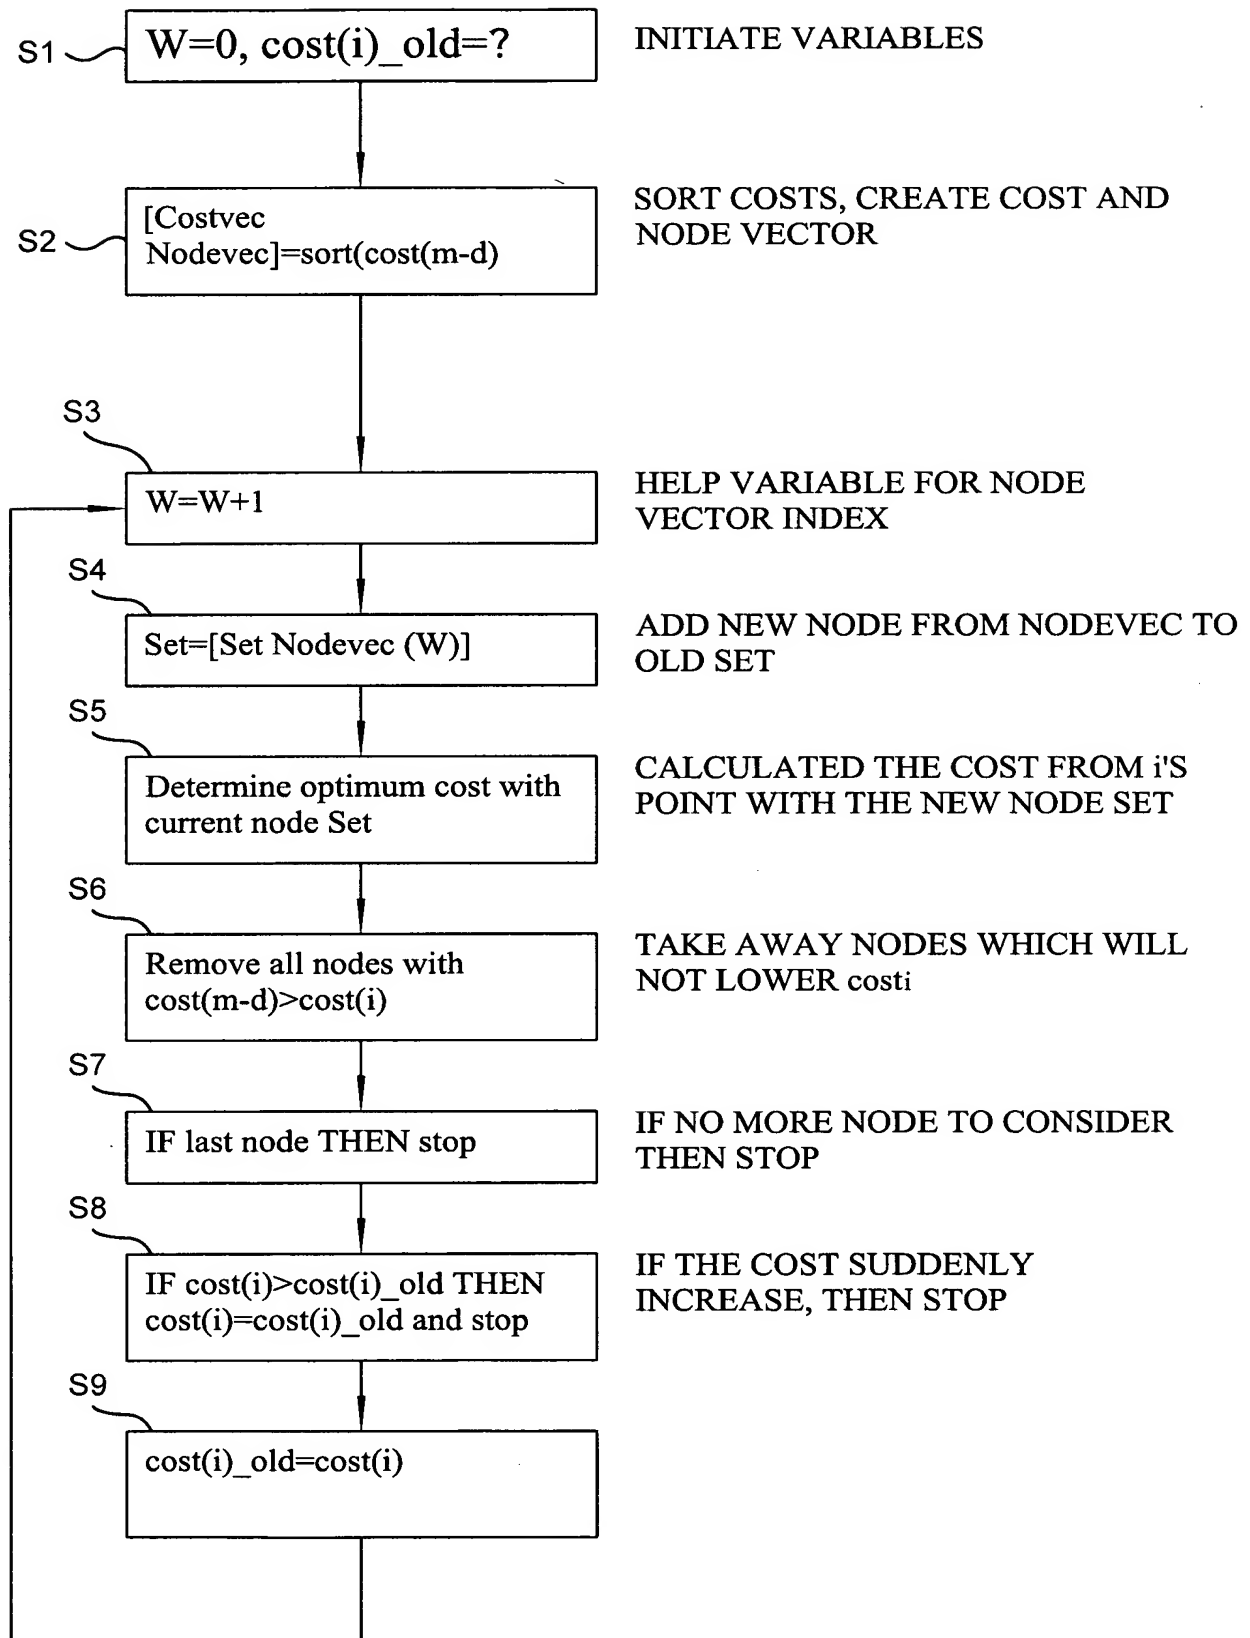 S1
W=0, cost(i)_old=?
INITIATE VARIABLES
S2
[Costvec
Nodevec]=sort(cost(m-d)
SORT COSTS, CREATE COST AND
NODE VECTOR
S3
W=W+1
HELP VARIABLE FOR NODE
VECTOR INDEX
S4
Set=[Set Nodevec (W)]
ADD NEW NODE FROM NODEVEC TO
OLD SET
S5
Determine optimum cost with
current node Set
CALCULATED THE COST FROM i'S
POINT WITH THE NEW NODE SET
S6
Remove all nodes with
cost(m-d)>cost(i)
TAKE AWAY NODES WHICH WILL
NOT LOWER costi
S7
IF last node THEN stop
IF NO MORE NODE TO CONSIDER
THEN STOP
S8
IF cost(i)>cost(i)_old THEN
cost(i)=cost(i)_old and stop
IF THE COST SUDDENLY
INCREASE, THEN STOP
S9
cost(i)_old=cost(i)